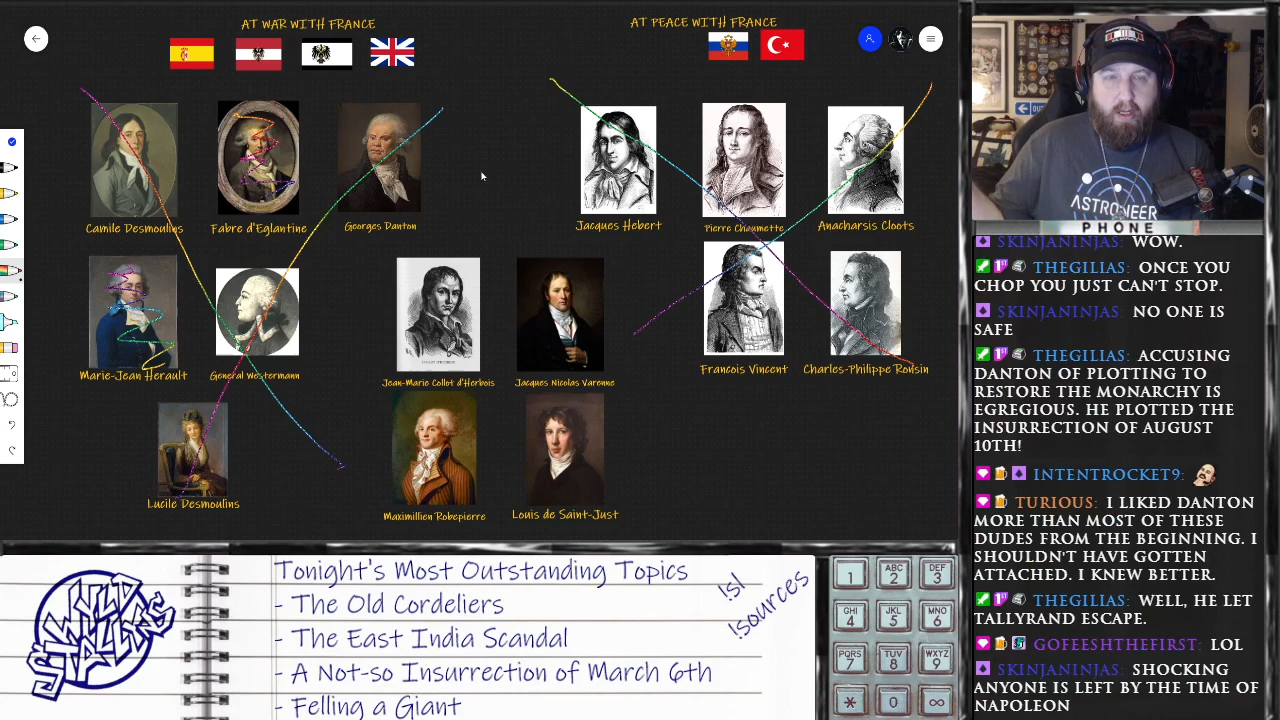 AT WAR WITH FRANCE
AT PEACE WITH FRANCE
Camile Desmoulins
Fabre d'Eglantine
Georges Danton
Jacques Hebert
Pierre Chaumette
Anacharsis Cloots
Marie-Jean Herault
General Westermann
Jean-Marie Collot d'Herbois
Jacques Nicolas Varenne
Francois Vincent
Charles-Philippe Ronsin
Lucile Desmoulins
Maximillien Robepierre
Louis de Saint-Just
Tonight's Most Outstanding Topics
- The Old Cordeliers
- The East India Scandal
- A Not-so Insurrection of March 6th
- Felling a Giant
!sl
!sources
WYLD STALLYNS
1
ABC 2
DEF 3
GHI 4
JKL 5
MNO 6
PQRS 7
TUV 8
WXYZ 9
* 0 ∞
ASTRONEER
PHONE
SKINJANINJAS: WOW.
THEGILIAS: ONCE YOU
CHOP YOU JUST CAN'T STOP.
SKINJANINJAS: NO ONE IS
SAFE
THEGILIAS: ACCUSING
DANTON OF PLOTTING TO
RESTORE THE MONARCHY IS
EGREGIOUS. HE PLOTTED THE
INSURRECTION OF AUGUST
10TH!
INTENTROCKET9:
TURIOUS: I LIKED DANTON
MORE THAN MOST OF THESE
DUDES FROM THE BEGINNING. I
SHOULDN'T HAVE GOTTEN
ATTACHED. I KNEW BETTER.
THEGILIAS: WELL, HE LET
TALLYRAND ESCAPE.
GOFEESHTHEFIRST: LOL
SKINJANINJAS: SHOCKING
ANYONE IS LEFT BY THE TIME OF
NAPOLEON